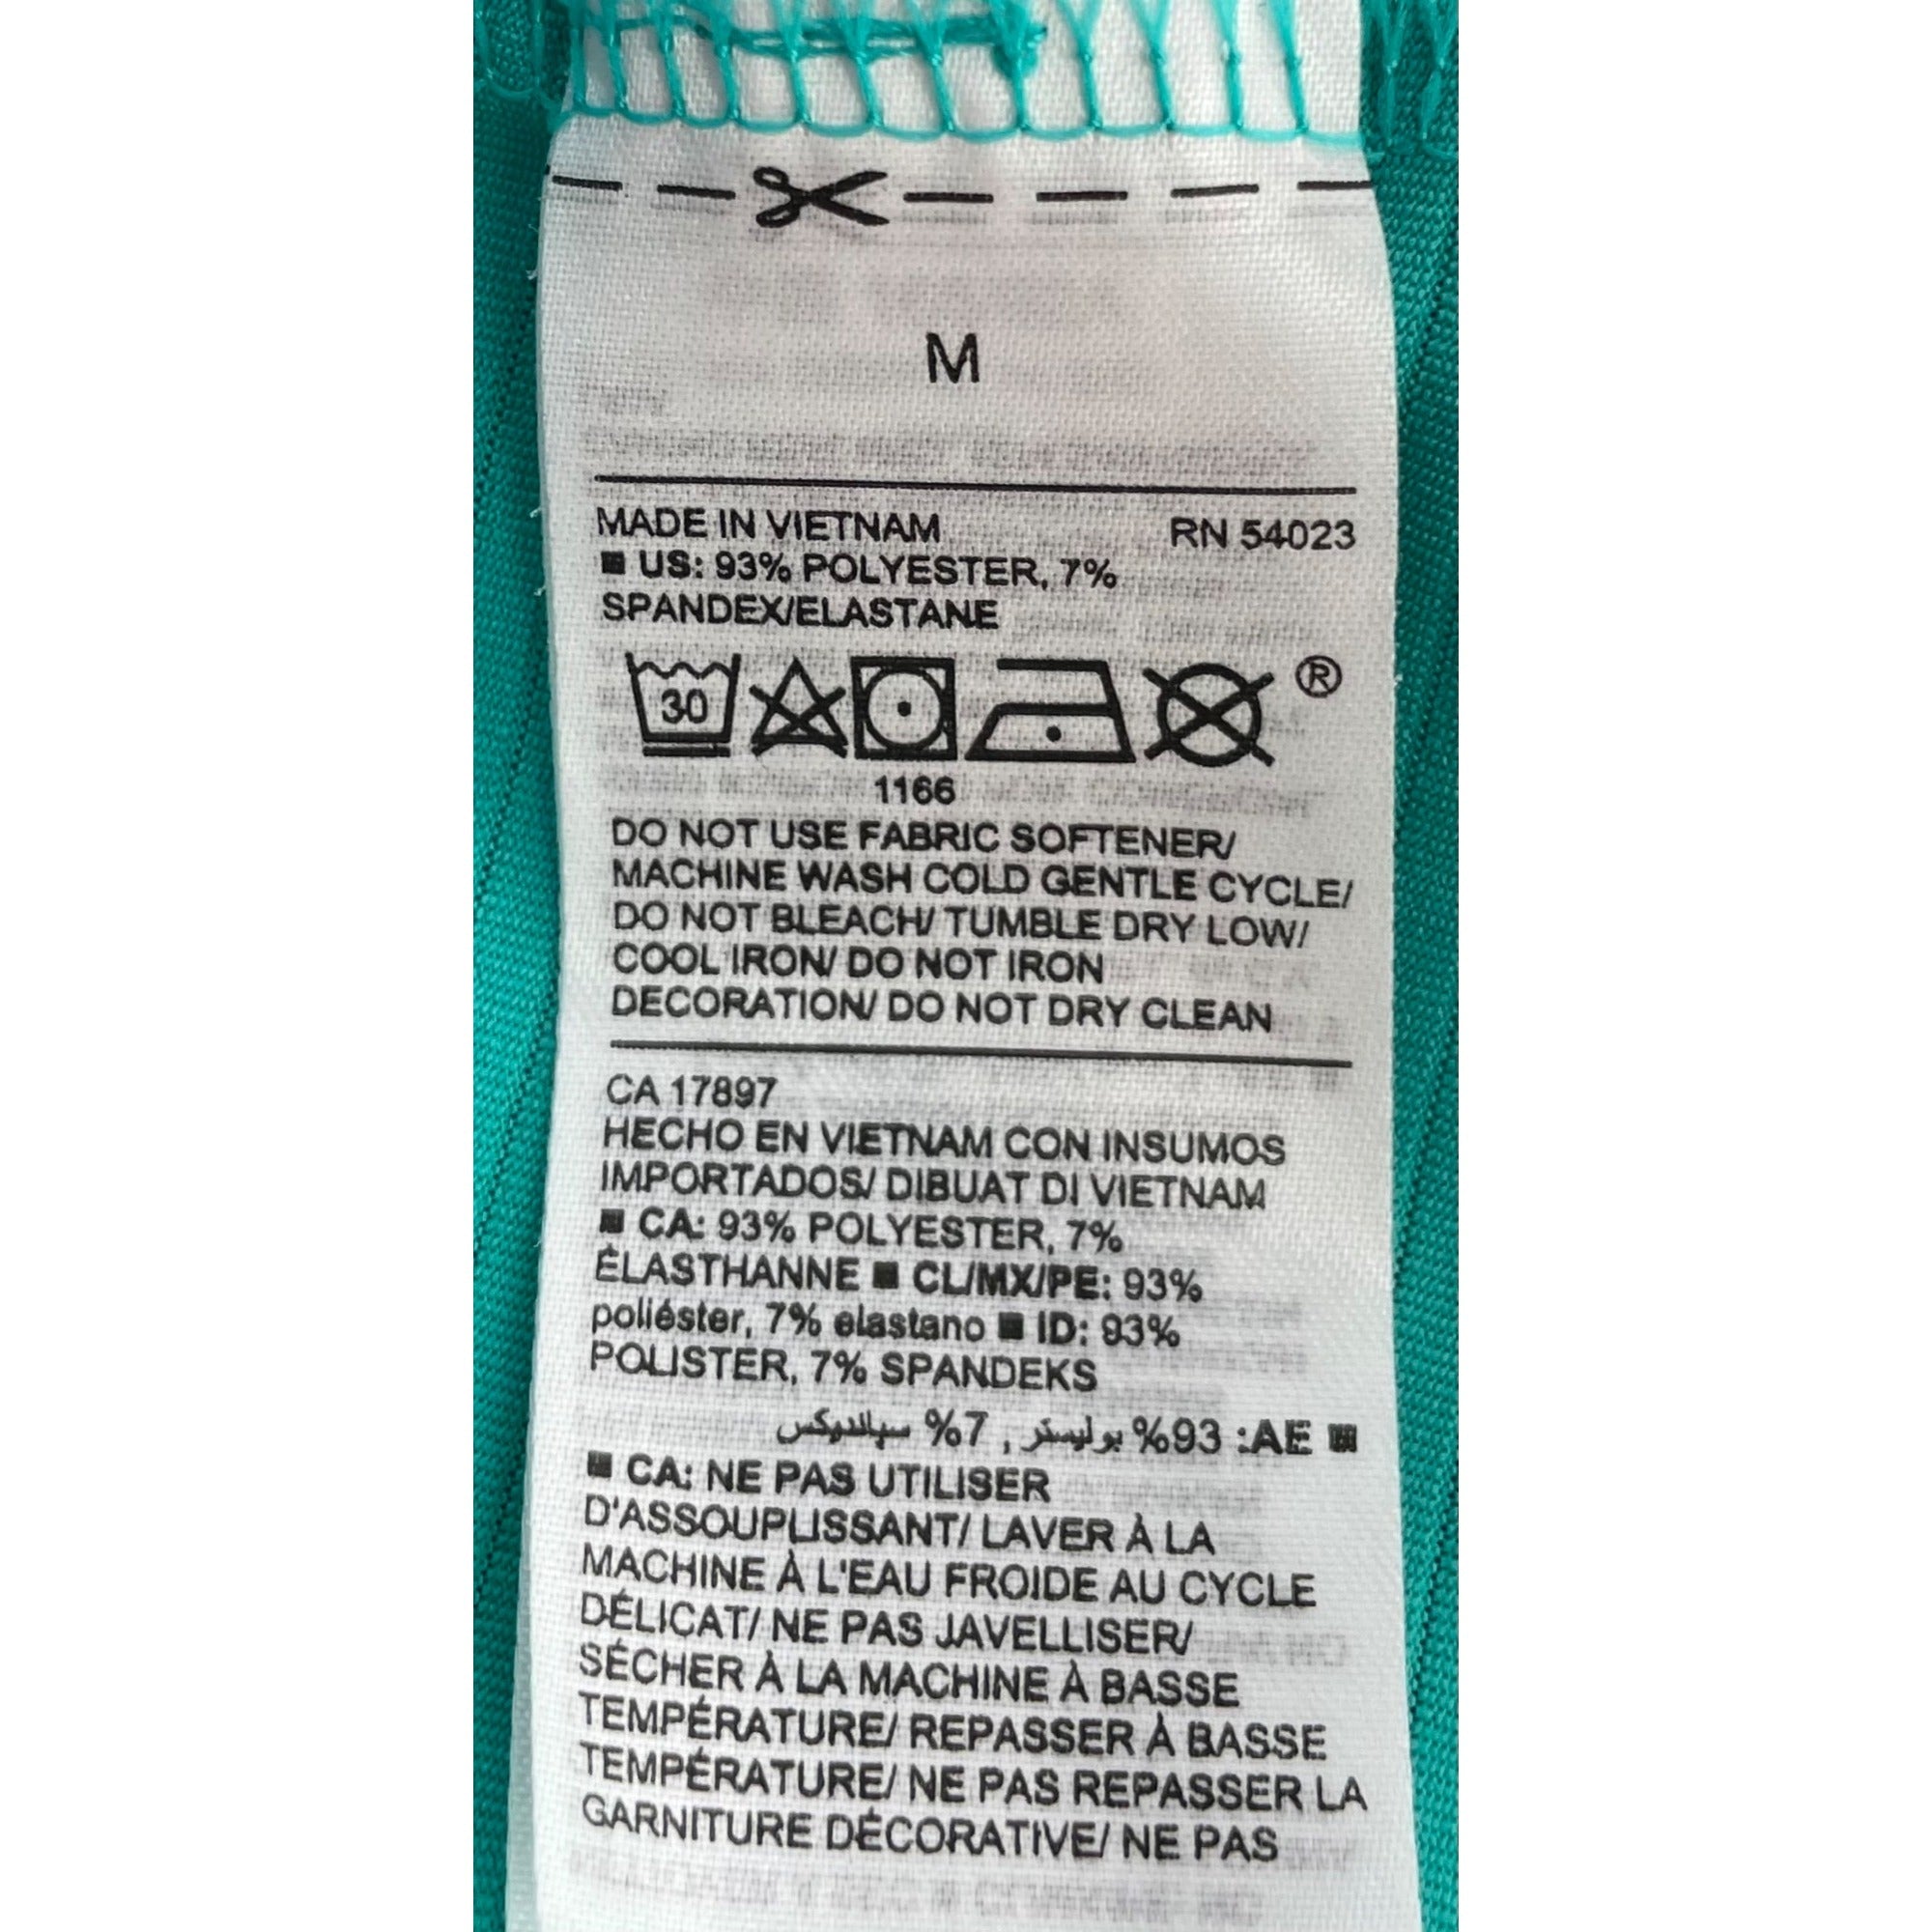 M
MADE IN VIETNAM RN 54023
■ US: 93% POLYESTER, 7%
SPANDEX/ELASTANE
30 ®
1166
DO NOT USE FABRIC SOFTENER/
MACHINE WASH COLD GENTLE CYCLE/
DO NOT BLEACH/ TUMBLE DRY LOW/
COOL IRON/ DO NOT IRON
DECORATION/ DO NOT DRY CLEAN
CA 17897
HECHO EN VIETNAM CON INSUMOS
IMPORTADOS/ DIBUAT DI VIETNAM
■ CA: 93% POLYESTER, 7%
ÉLASTHANNE ■ CL/MX/PE: 93%
poliéster, 7% elastano ■ ID: 93%
POLISTER, 7% SPANDEKS
■ AE: 93% بوليستر , 7% سپانديكس
■ CA: NE PAS UTILISER
D'ASSOUPLISSANT/ LAVER À LA
MACHINE À L'EAU FROIDE AU CYCLE
DÉLICAT/ NE PAS JAVELLISER/
SÉCHER À LA MACHINE À BASSE
TEMPÉRATURE/ REPASSER À BASSE
TEMPÉRATURE/ NE PAS REPASSER LA
GARNITURE DÉCORATIVE/ NE PAS